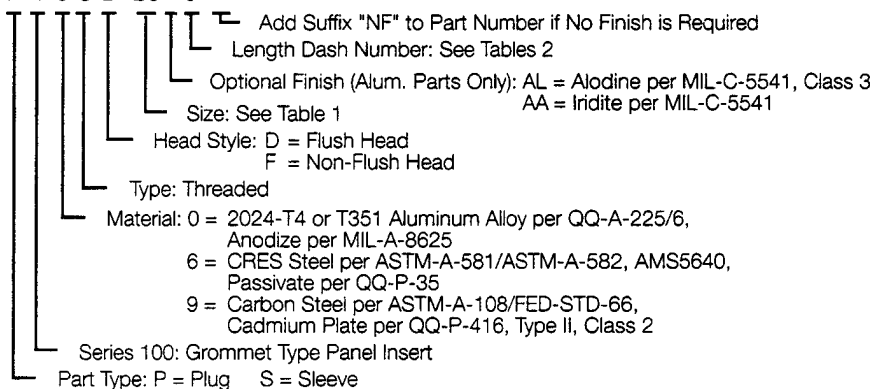 Add Suffix "NF" to Part Number if No Finish is Required
Length Dash Number: See Tables 2
Optional Finish (Alum. Parts Only): AL = Alodine per MIL-C-5541, Class 3
AA = Iridite per MIL-C-5541
Size: See Table 1
Head Style: D = Flush Head
F = Non-Flush Head
Type: Threaded
Material: 0 = 2024-T4 or T351 Aluminum Alloy per QQ-A-225/6,
Anodize per MIL-A-8625
6 = CRES Steel per ASTM-A-581/ASTM-A-582, AMS5640,
Passivate per QQ-P-35
9 = Carbon Steel per ASTM-A-108/FED-STD-66,
Cadmium Plate per QQ-P-416, Type II, Class 2
Series 100: Grommet Type Panel Insert
Part Type: P = Plug S = Sleeve